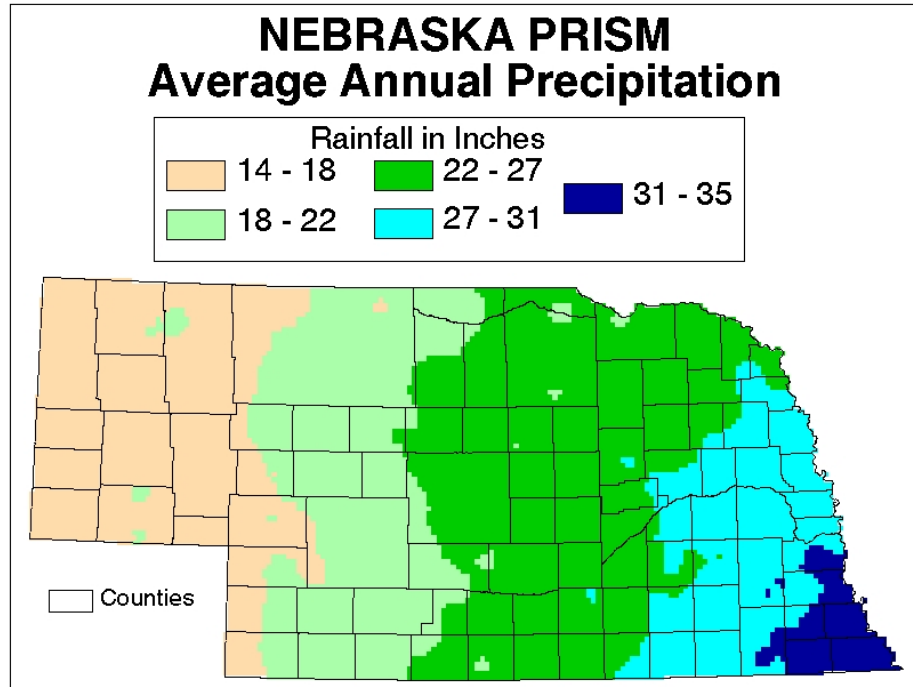 NEBRASKA PRISM
Average Annual Precipitation
Rainfall in Inches
14 - 18
22 - 27
31 - 35
18 - 22
27 - 31
Counties